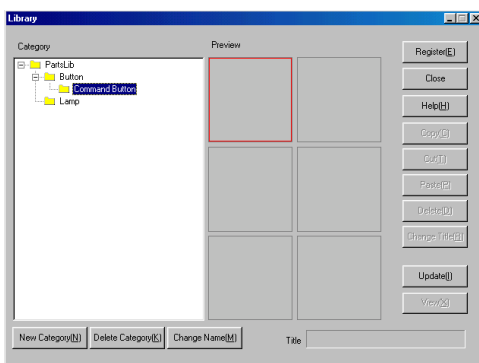 Library
Category
Preview
PartsLib
Button
Command Button
Lamp
Register(E)
Close
Help(H)
Copy(C)
Cut(T)
Paste(P)
Delete(D)
Change Title(R)
Update(I)
View(X)
New Category(N)
Delete Category(K)
Change Name(M)
Title